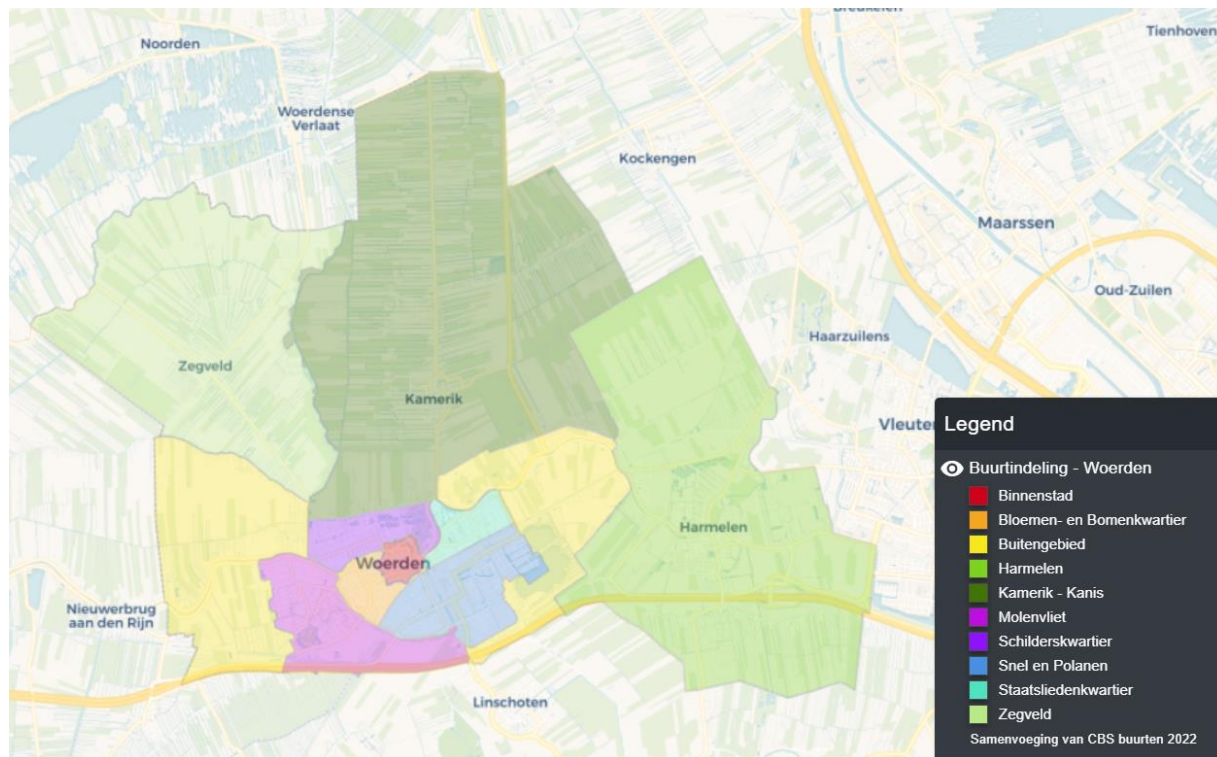 Breukelen
Noorden
Tienhoven
Woerdense
Verlaat
Kockengen
Maarssen
Oud-Zuilen
Haarzuilens
Zegveld
Kamerik
Vleuten
Harmelen
Woerden
Nieuwerbrug
aan den Rijn
Linschoten
Legend
Buurtindeling - Woerden
Binnenstad
Bloemen- en Bomenkwartier
Buitengebied
Harmelen
Kamerik - Kanis
Molenvliet
Schilderskwartier
Snel en Polanen
Staatsliedenkwartier
Zegveld
Samenvoeging van CBS buurten 2022